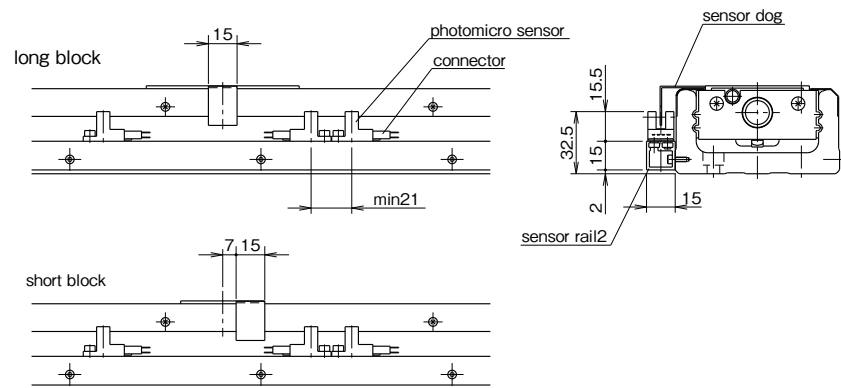 15
photomicro sensor
long block
connector
min21
sensor dog
15.5
32.5
15
2
15
sensor rail2
7 15
short block